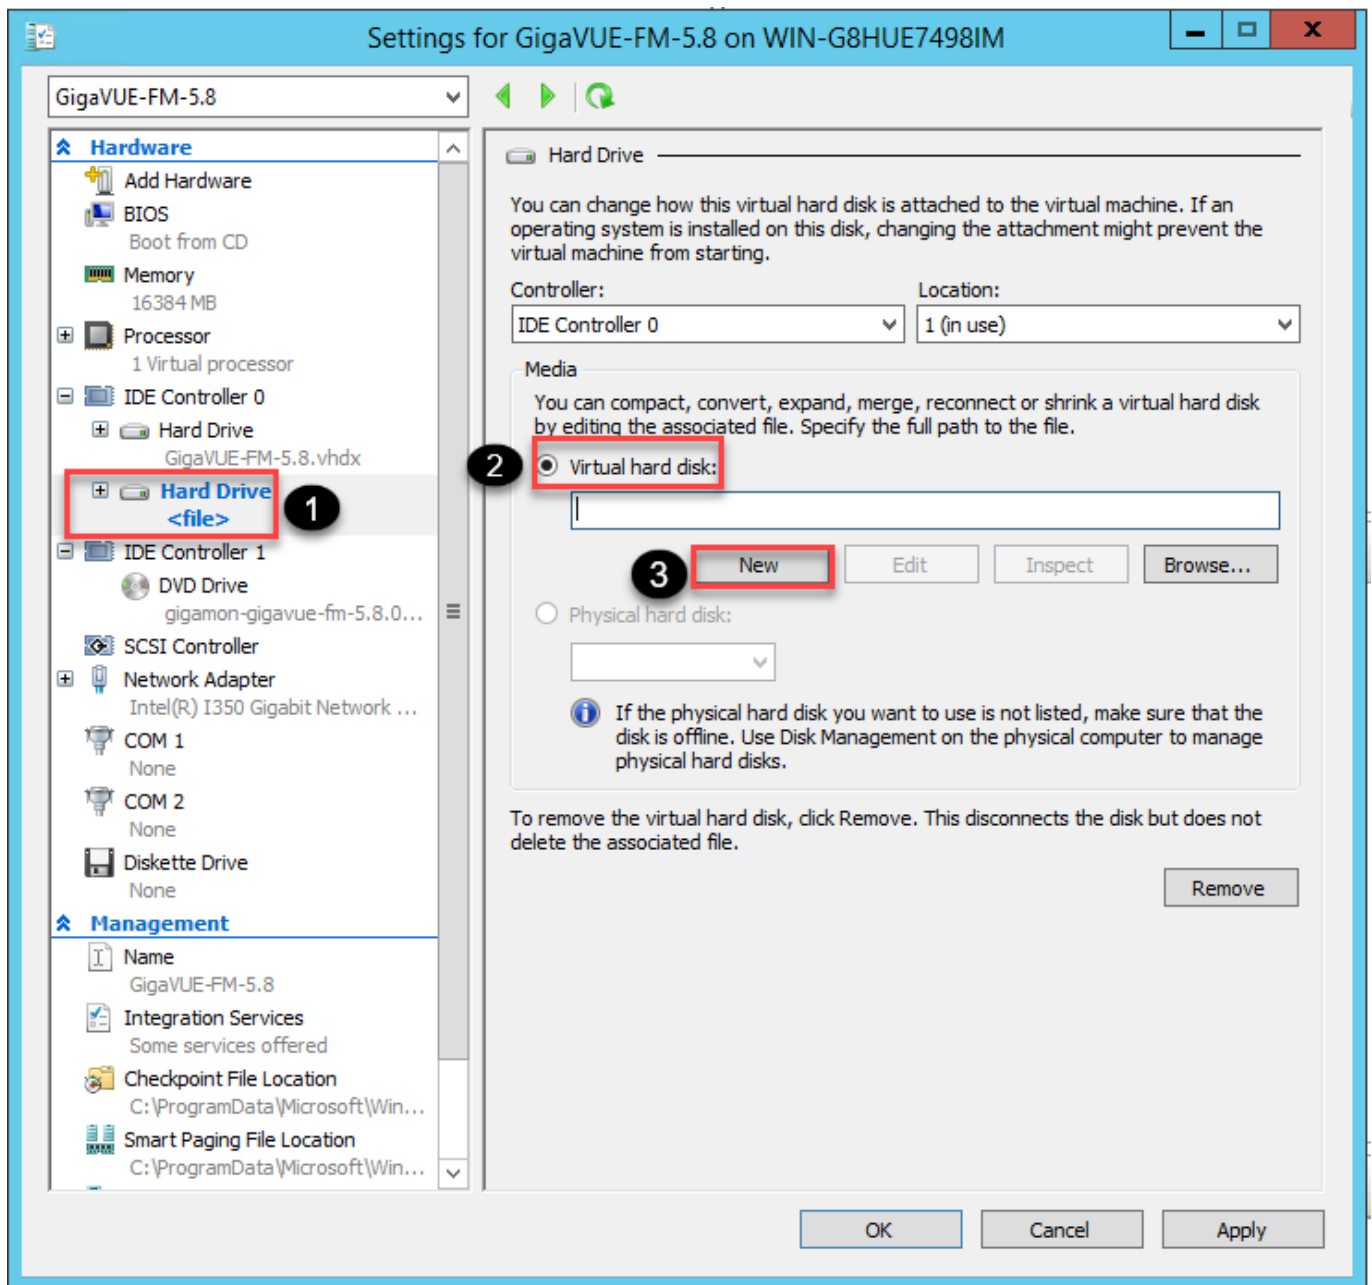 Settings for GigaVUE-FM-5.8 on WIN-G8HUE7498IM
X
GigaVUE-FM-5.8
Hardware
Add Hardware
BIOS
Boot from CD
Memory
16384 MB
Processor
1 Virtual processor
IDE Controller 0
Hard Drive
GigaVUE-FM-5.8.vhdx
Hard Drive
<file>
1
IDE Controller 1
DVD Drive
gigamon-gigavue-fm-5.8.0...
SCSI Controller
Network Adapter
Intel(R) I350 Gigabit Network ...
COM 1
None
COM 2
None
Diskette Drive
None
Management
Name
GigaVUE-FM-5.8
Integration Services
Some services offered
Checkpoint File Location
C:\ProgramData\Microsoft\Win...
Smart Paging File Location
C:\ProgramData\Microsoft\Win...
Hard Drive
You can change how this virtual hard disk is attached to the virtual machine. If an
operating system is installed on this disk, changing the attachment might prevent the
virtual machine from starting.
Controller: Location:
IDE Controller 0 1 (in use)
Media
You can compact, convert, expand, merge, reconnect or shrink a virtual hard disk
by editing the associated file. Specify the full path to the file.
2 Virtual hard disk:
3 New Edit Inspect Browse...
Physical hard disk:
If the physical hard disk you want to use is not listed, make sure that the
disk is offline. Use Disk Management on the physical computer to manage
physical hard disks.
To remove the virtual hard disk, click Remove. This disconnects the disk but does not
delete the associated file.
Remove
OK Cancel Apply